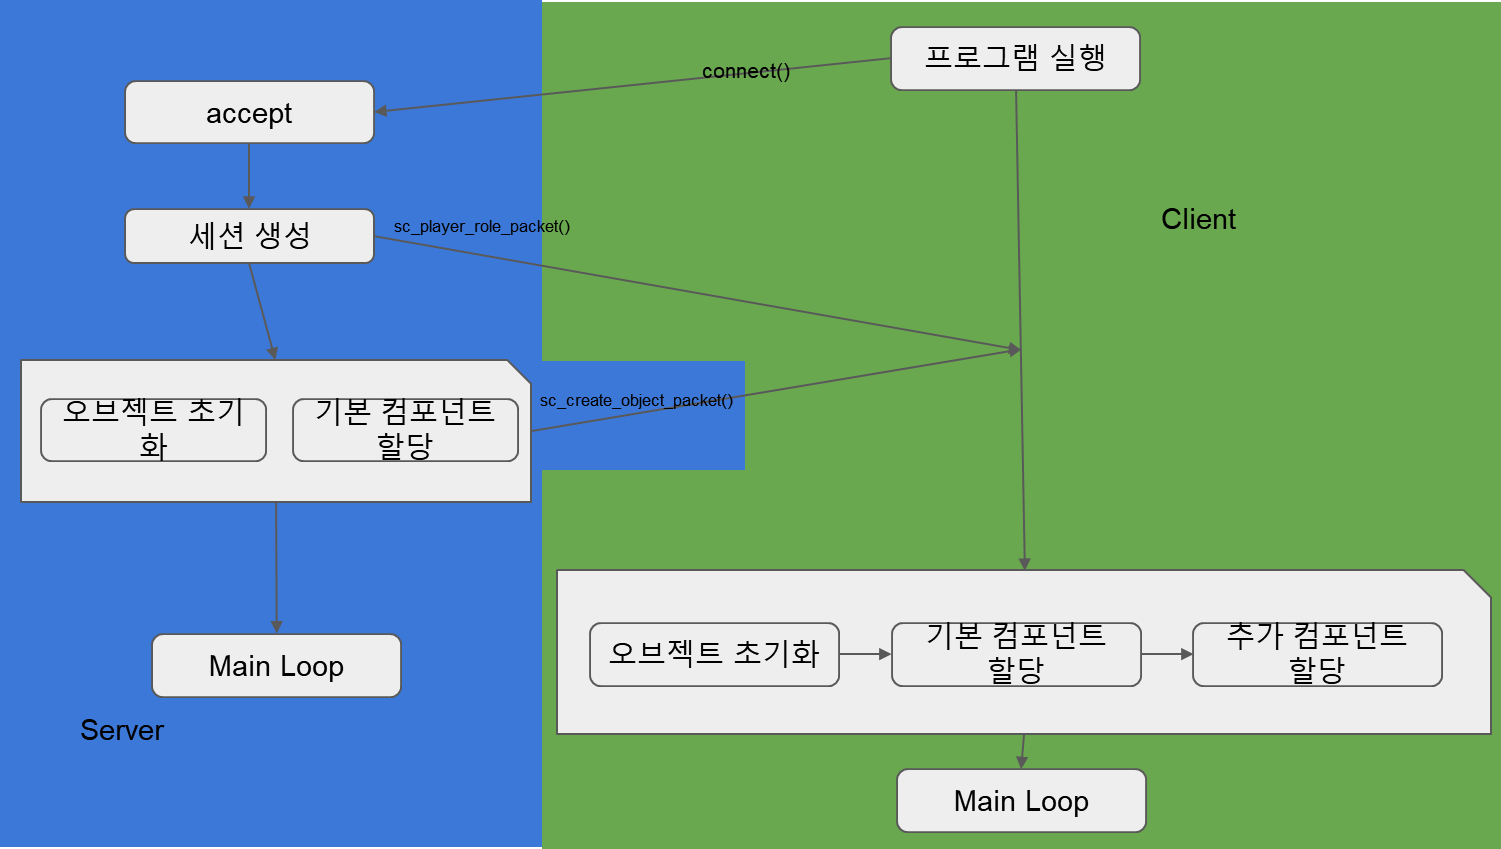 프로그램 실행
connect()
accept
Client
sc_player_role_packet()
세션 생성
sc_create_object_packet()
오브젝트 초기
화
기본 컴포넌트
할당
오브젝트 초기화
기본 컴포넌트
할당
추가 컴포넌트
할당
Main Loop
Server
Main Loop